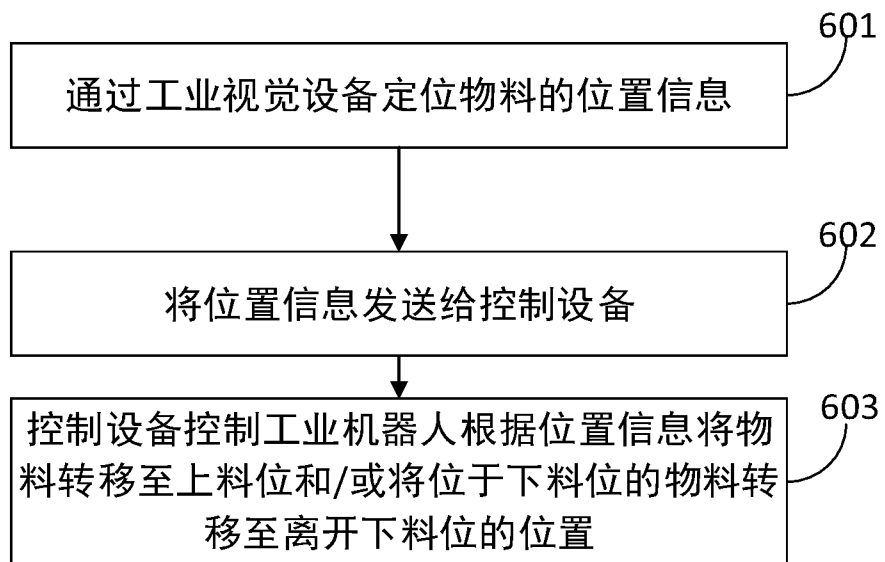 601
通过工业视觉设备定位物料的位置信息
602
将位置信息发送给控制设备
603
控制设备控制工业机器人根据位置信息将物
料转移至上料位和/或将位于下料位的物料转
移至离开下料位的位置